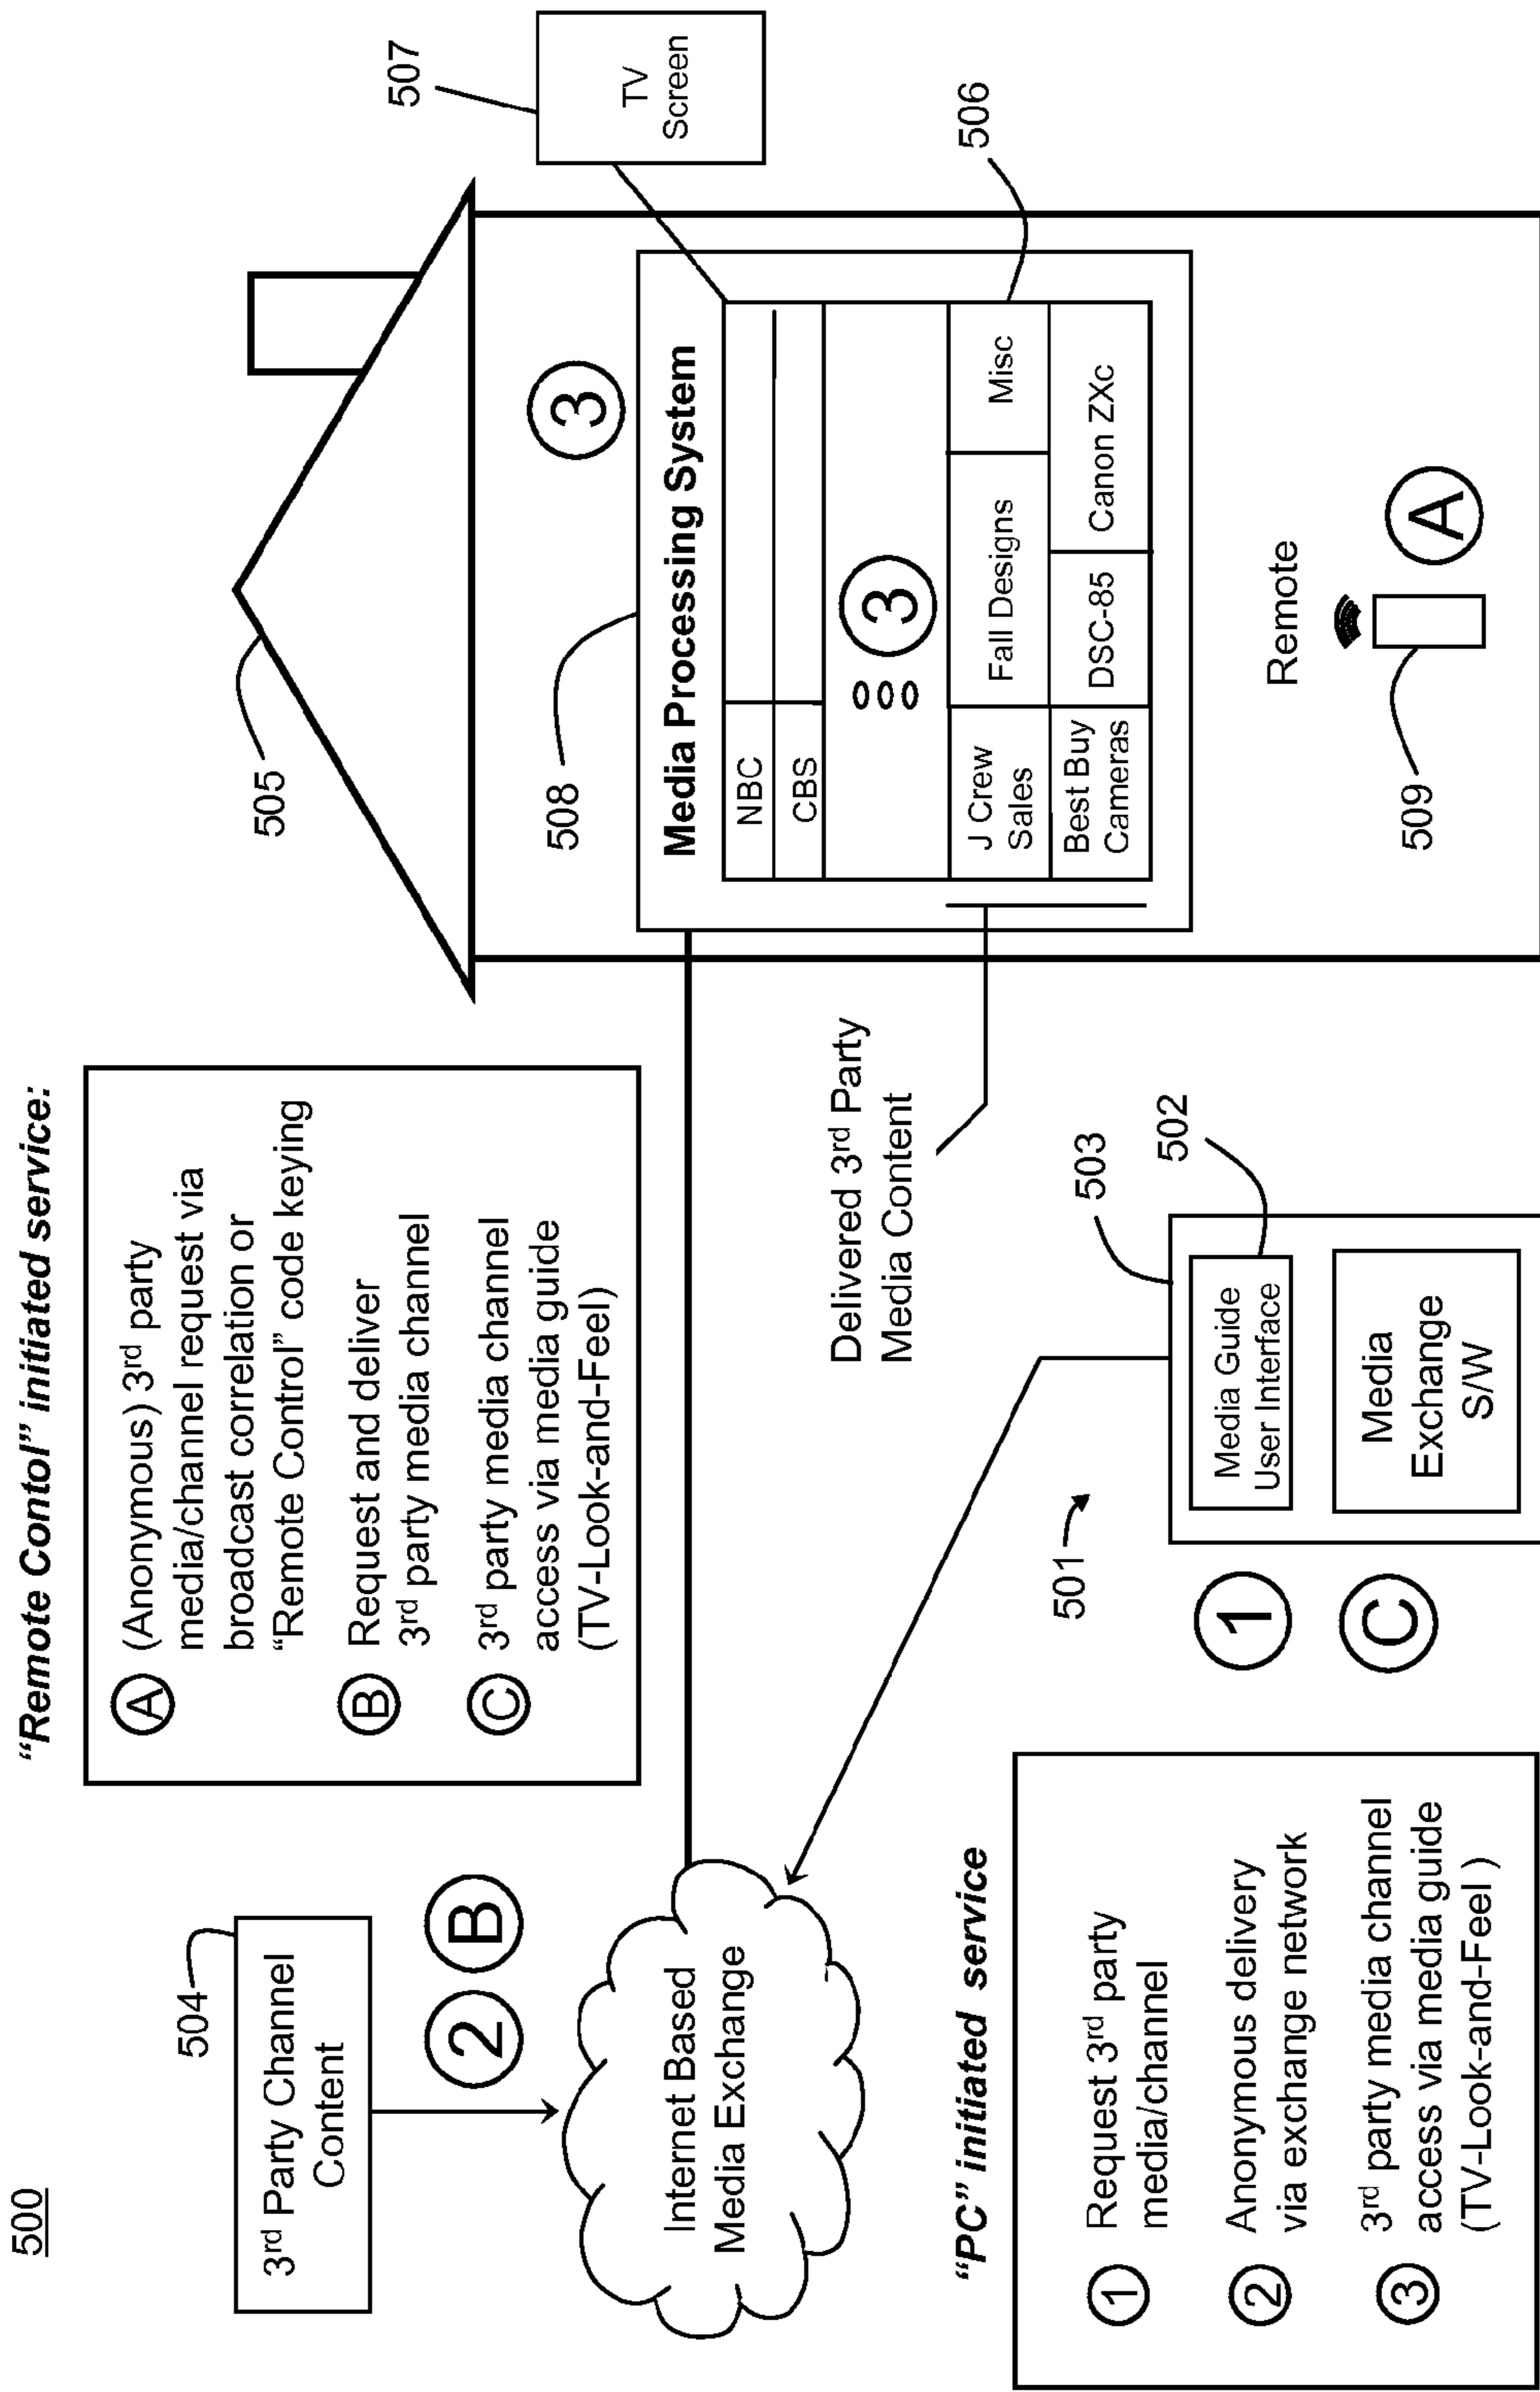 500
"Remote Contol" initiated service:
504
3rd Party Channel
Content
2
B
A
(Anonymous) 3rd party
media/channel request via
broadcast correlation or
"Remote Control" code keying
B
Request and deliver
3rd party media channel
C
3rd party media channel
access via media guide
(TV-Look-and-Feel)
Internet Based
Media Exchange
505
507
TV
Screen
3
508
Media Processing System
NBC
CBS
3
J Crew
Sales
Fall Designs
Misc
Best Buy
Cameras
DSC-85
Canon ZXc
506
Delivered 3rd Party
Media Content
Remote
509
A
"PC" initiated service
1
Request 3rd party
media/channel
2
Anonymous delivery
via exchange network
3
3rd party media channel
access via media guide
(TV-Look-and-Feel )
501
503
502
1
C
Media Guide
User Interface
Media
Exchange
S/W